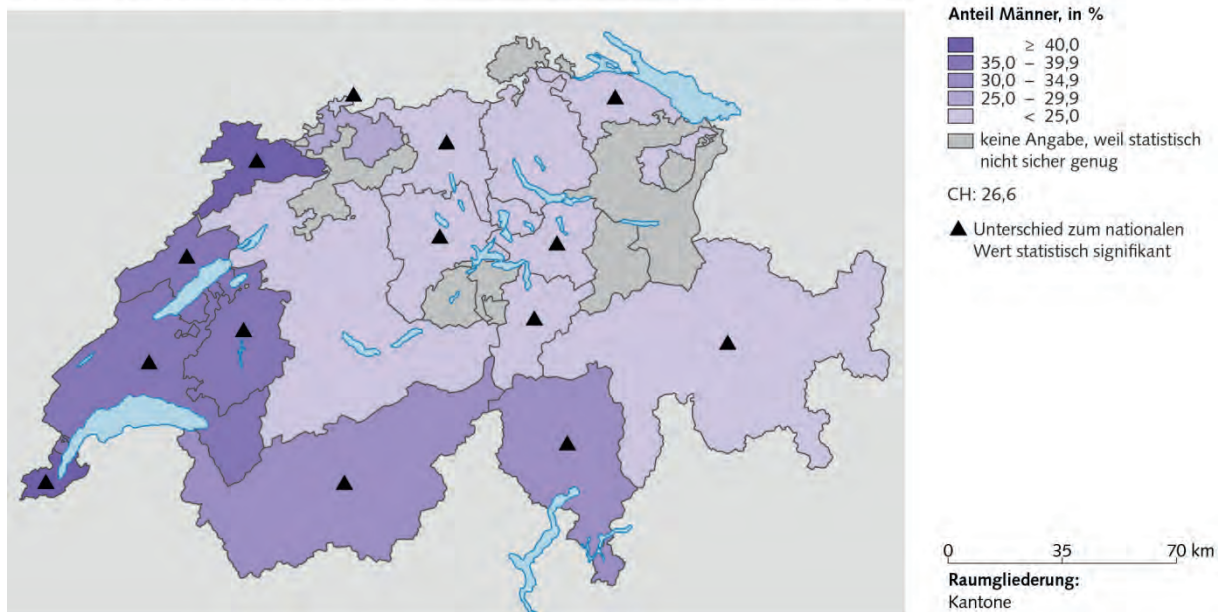 Anteil Männer, in %
≥ 40,0
35,0 – 39,9
30,0 – 34,9
25,0 – 29,9
< 25,0
keine Angabe, weil statistisch
nicht sicher genug
CH: 26,6
▲ Unterschied zum nationalen
Wert statistisch signifikant
0 35 70 km
Raumgliederung:
Kantone